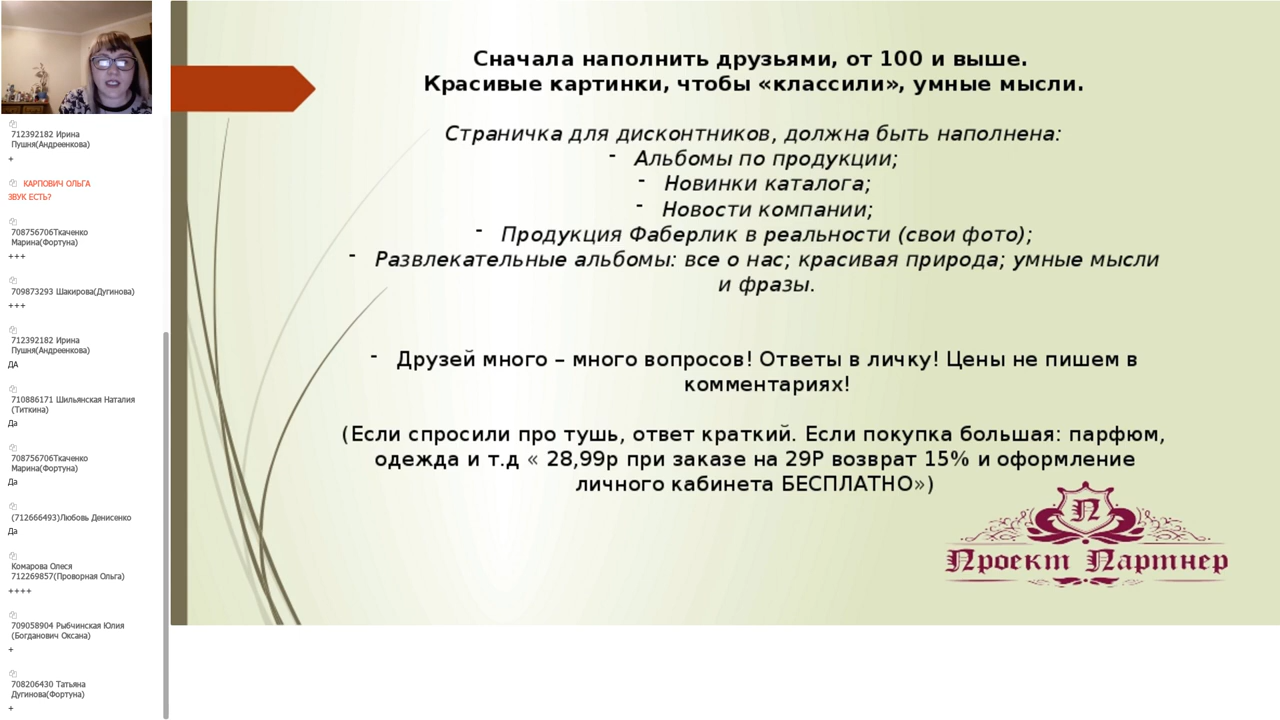 712392182 Ирина
Пушня(Андреенкова)
+
КАРПОВИЧ ОЛЬГА
ЗВУК ЕСТЬ?
708756706Ткаченко
Марина(Фортуна)
+++
709873293 Шакирова(Дугинова)
+++
712392182 Ирина
Пушня(Андреенкова)
ДА
710886171 Шильянская Наталия
(Титкина)
Да
708756706Ткаченко
Марина(Фортуна)
Да
(712666493)Любовь Денисенко
Да
Комарова Олеся
712269857(Проворная Ольга)
++++
709058904 Рыбчинская Юлия
(Богданович Оксана)
+
708206430 Татьяна
Дугинова(Фортуна)
+
Сначала наполнить друзьями, от 100 и выше.
Красивые картинки, чтобы «классили», умные мысли.
Страничка для дисконтников, должна быть наполнена:
- Альбомы по продукции;
- Новинки каталога;
- Новости компании;
- Продукция Фаберлик в реальности (свои фото);
- Развлекательные альбомы: все о нас; красивая природа; умные мысли
и фразы.
- Друзей много – много вопросов! Ответы в личку! Цены не пишем в
комментариях!
(Если спросили про тушь, ответ краткий. Если покупка большая: парфюм,
одежда и т.д « 28,99р при заказе на 29Р возврат 15% и оформление
личного кабинета БЕСПЛАТНО»)
П
Проект Партнер